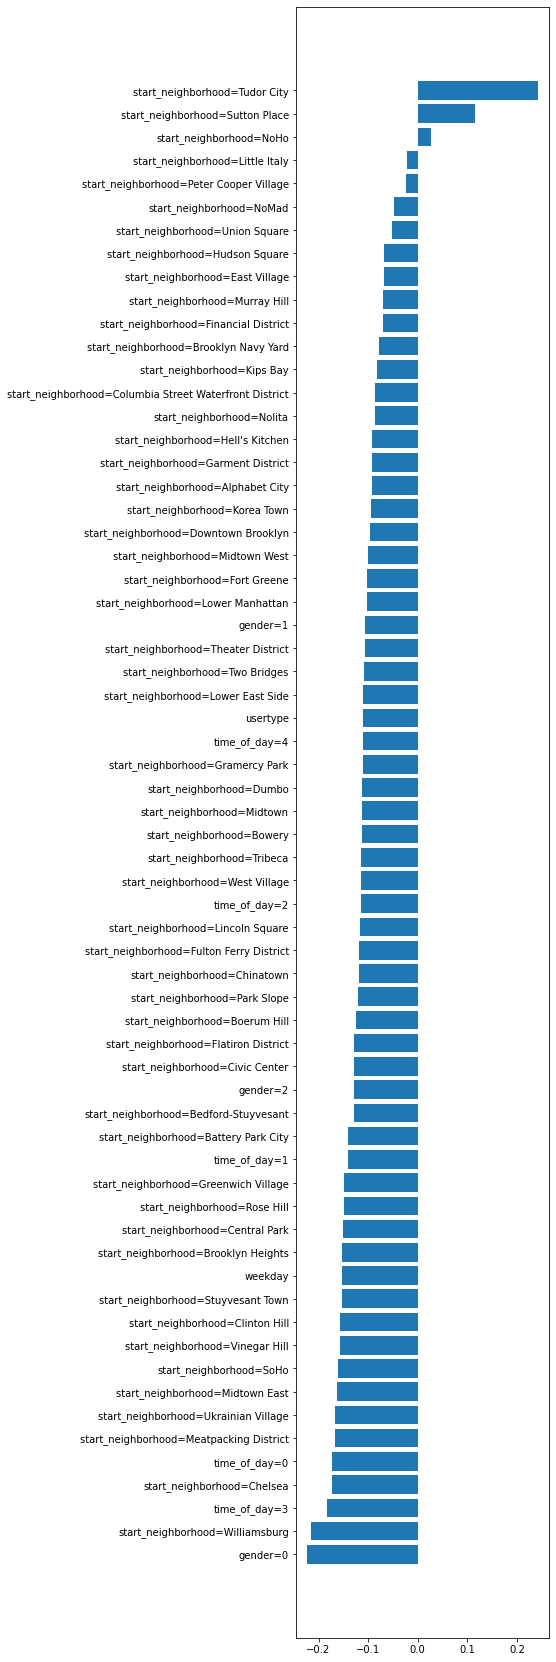 start_neighborhood=Tudor City
start_neighborhood=Sutton Place
start_neighborhood=NoHo
start_neighborhood=Little Italy
start_neighborhood=Peter Cooper Village
start_neighborhood=NoMad
start_neighborhood=Union Square
start_neighborhood=Hudson Square
start_neighborhood=East Village
start_neighborhood=Murray Hill
start_neighborhood=Financial District
start_neighborhood=Brooklyn Navy Yard
start_neighborhood=Kips Bay
start_neighborhood=Columbia Street Waterfront District
start_neighborhood=Nolita
start_neighborhood=Hell's Kitchen
start_neighborhood=Garment District
start_neighborhood=Alphabet City
start_neighborhood=Korea Town
start_neighborhood=Downtown Brooklyn
start_neighborhood=Midtown West
start_neighborhood=Fort Greene
start_neighborhood=Lower Manhattan
gender=1
start_neighborhood=Theater District
start_neighborhood=Two Bridges
start_neighborhood=Lower East Side
usertype
time_of_day=4
start_neighborhood=Gramercy Park
start_neighborhood=Dumbo
start_neighborhood=Midtown
start_neighborhood=Bowery
start_neighborhood=Tribeca
start_neighborhood=West Village
time_of_day=2
start_neighborhood=Lincoln Square
start_neighborhood=Fulton Ferry District
start_neighborhood=Chinatown
start_neighborhood=Park Slope
start_neighborhood=Boerum Hill
start_neighborhood=Flatiron District
start_neighborhood=Civic Center
gender=2
start_neighborhood=Bedford-Stuyvesant
start_neighborhood=Battery Park City
time_of_day=1
start_neighborhood=Greenwich Village
start_neighborhood=Rose Hill
start_neighborhood=Central Park
start_neighborhood=Brooklyn Heights
weekday
start_neighborhood=Stuyvesant Town
start_neighborhood=Clinton Hill
start_neighborhood=Vinegar Hill
start_neighborhood=SoHo
start_neighborhood=Midtown East
start_neighborhood=Ukrainian Village
start_neighborhood=Meatpacking District
time_of_day=0
start_neighborhood=Chelsea
time_of_day=3
start_neighborhood=Williamsburg
gender=0
−0.2 −0.1 0.0 0.1 0.2